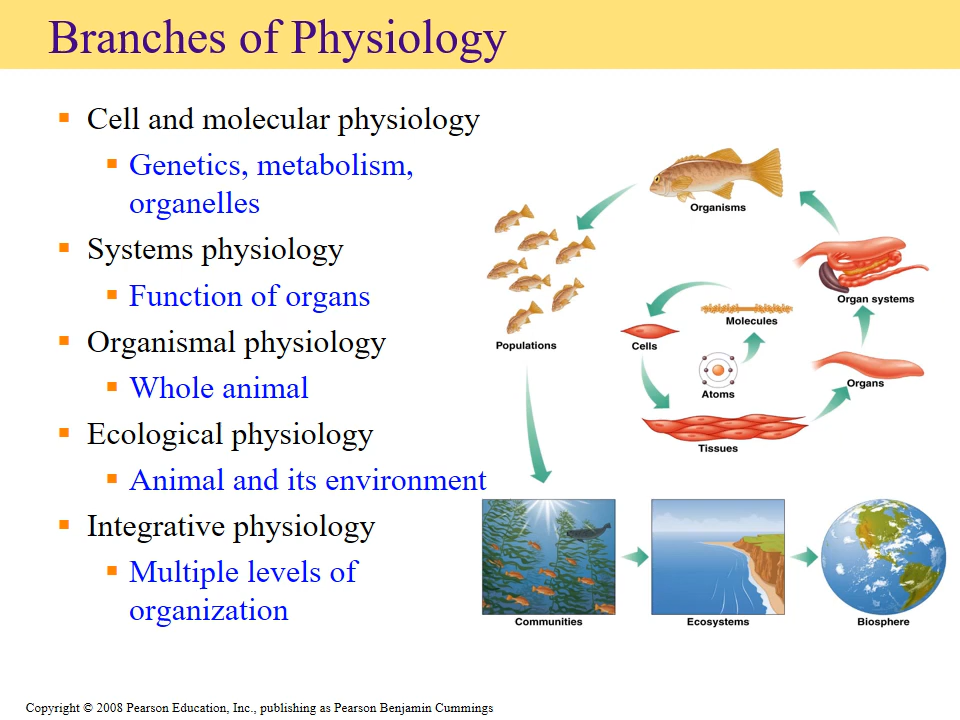 Branches of Physiology
Cell and molecular physiology
Genetics, metabolism,
organelles
Systems physiology
Function of organs
Organismal physiology
Whole animal
Ecological physiology
Animal and its environment
Integrative physiology
Multiple levels of
organization
Organisms
Organ systems
Molecules
Populations
Cells
Organs
Atoms
Tissues
Communities
Ecosystems
Biosphere
Copyright © 2008 Pearson Education, Inc., publishing as Pearson Benjamin Cummings